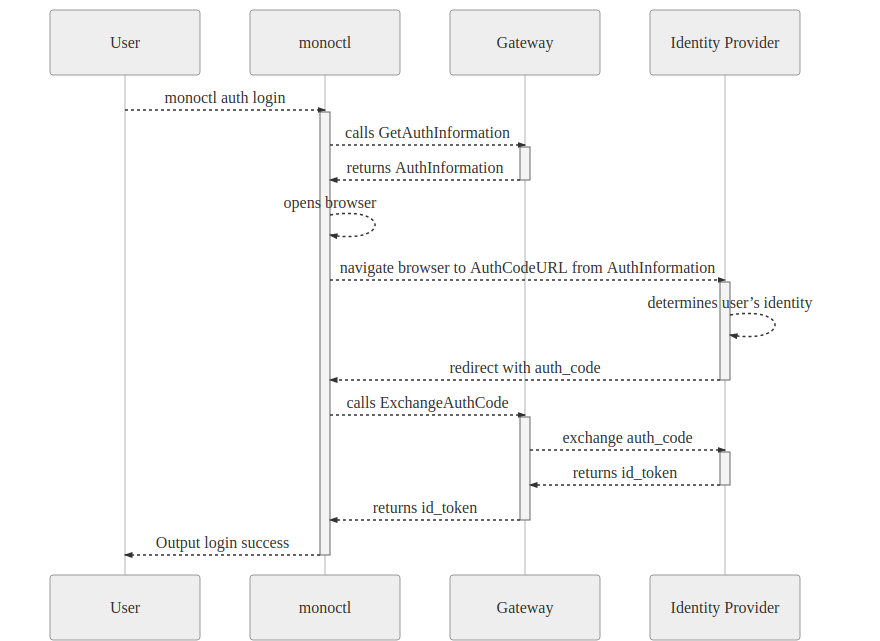 User
monoctl
Gateway
Identity Provider
monoctl auth login
calls GetAuthInformation
returns AuthInformation
opens browser
navigate browser to AuthCodeURL from AuthInformation
determines user’s identity
redirect with auth_code
calls ExchangeAuthCode
exchange auth_code
returns id_token
returns id_token
Output login success
User
monoctl
Gateway
Identity Provider